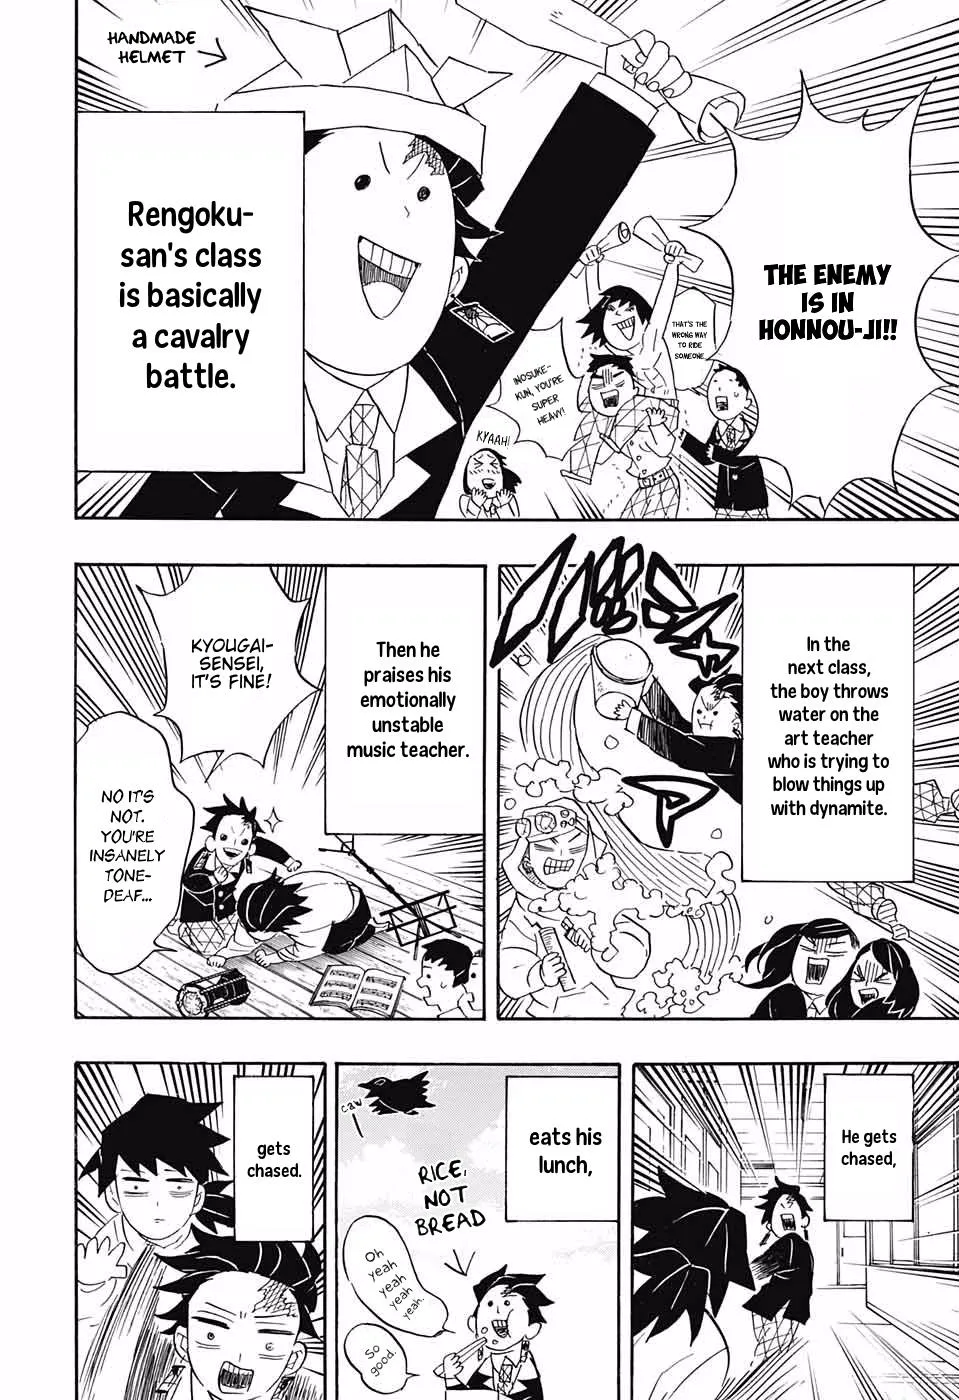 THE ENEMY
IS IN
HONNOU-JI!!
HANDMADE
HELMET
THAT'S THE
WRONG WAY
TO RIDE
SOMEONE.
INOSUKE-
KUN, YOU'RE
SUPER
HEAVY!
KYAAH!
Rengoku-
san's class
is basically
a cavalry
battle.
In the
next class,
the boy throws
water on the
art teacher
who is trying to
blow things up
with dynamite.
Then he
praises his
emotionally
unstable
music teacher.
KYOUGAI-
SENSEI,
IT'S FINE!
NO IT'S
NOT.
YOU'RE
INSANELY
TONE-
DEAF...
He gets
chased,
eats his
lunch,
caw
RICE,
NOT
BREAD
Oh
yeah
yeah
yeah
yeah.
So
good.
gets
chased.